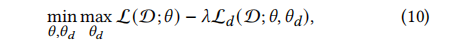 min max ℒ(𝒟;θ) − λℒ_d(𝒟;θ,θ_d), (10)
θ,θ_d θ_d